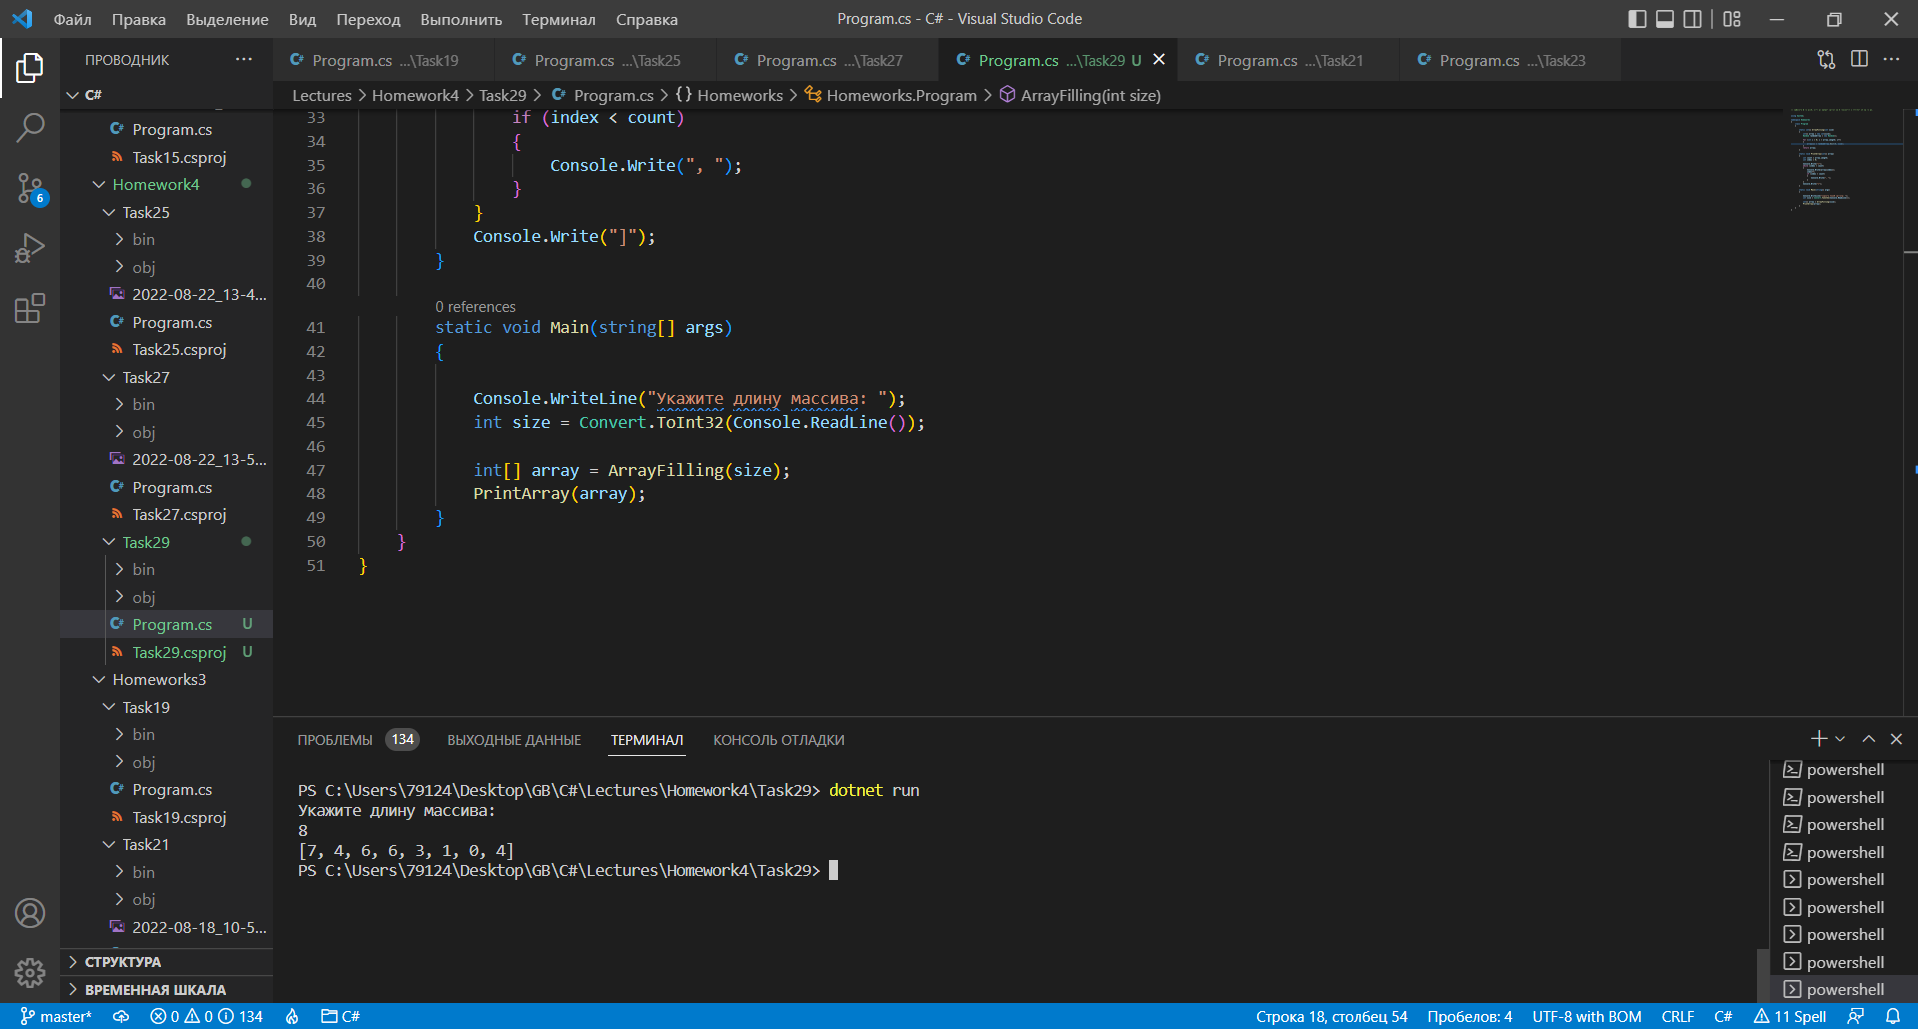 Файл Правка Выделение Вид Переход Выполнить Терминал Справка
Program.cs - C# - Visual Studio Code
ПРОВОДНИК
C#
Program.cs
Task15.csproj
Homework4
Task25
bin
obj
2022-08-22_13-4...
Program.cs
Task25.csproj
Task27
bin
obj
2022-08-22_13-5...
Program.cs
Task27.csproj
Task29
bin
obj
Program.cs U
Task29.csproj U
Homeworks3
Task19
bin
obj
Program.cs
Task19.csproj
Task21
bin
obj
2022-08-18_10-5...
СТРУКТУРА
ВРЕМЕННАЯ ШКАЛА
6
Program.cs ...\Task19 Program.cs ...\Task25 Program.cs ...\Task27 Program.cs ...\Task29 U Program.cs ...\Task21 Program.cs ...\Task23
Lectures > Homework4 > Task29 > Program.cs > {} Homeworks > Homeworks.Program > ArrayFilling(int size)
33 if (index < count)
34 {
35 Console.Write(", ");
36 }
37 }
38 Console.Write("]");
39 }
40
0 references
41 static void Main(string[] args)
42 {
43
44 Console.WriteLine("Укажите длину массива: ");
45 int size = Convert.ToInt32(Console.ReadLine());
46
47 int[] array = ArrayFilling(size);
48 PrintArray(array);
49 }
50 }
51 }
ПРОБЛЕМЫ 134 ВЫХОДНЫЕ ДАННЫЕ ТЕРМИНАЛ КОНСОЛЬ ОТЛАДКИ
PS C:\Users\79124\Desktop\GB\C#\Lectures\Homework4\Task29> dotnet run
Укажите длину массива:
8
[7, 4, 6, 6, 3, 1, 0, 4]
PS C:\Users\79124\Desktop\GB\C#\Lectures\Homework4\Task29>
powershell
powershell
powershell
powershell
powershell
powershell
powershell
powershell
powershell
master* 0 0 134 C# Строка 18, столбец 54 Пробелов: 4 UTF-8 with BOM CRLF C# 11 Spell